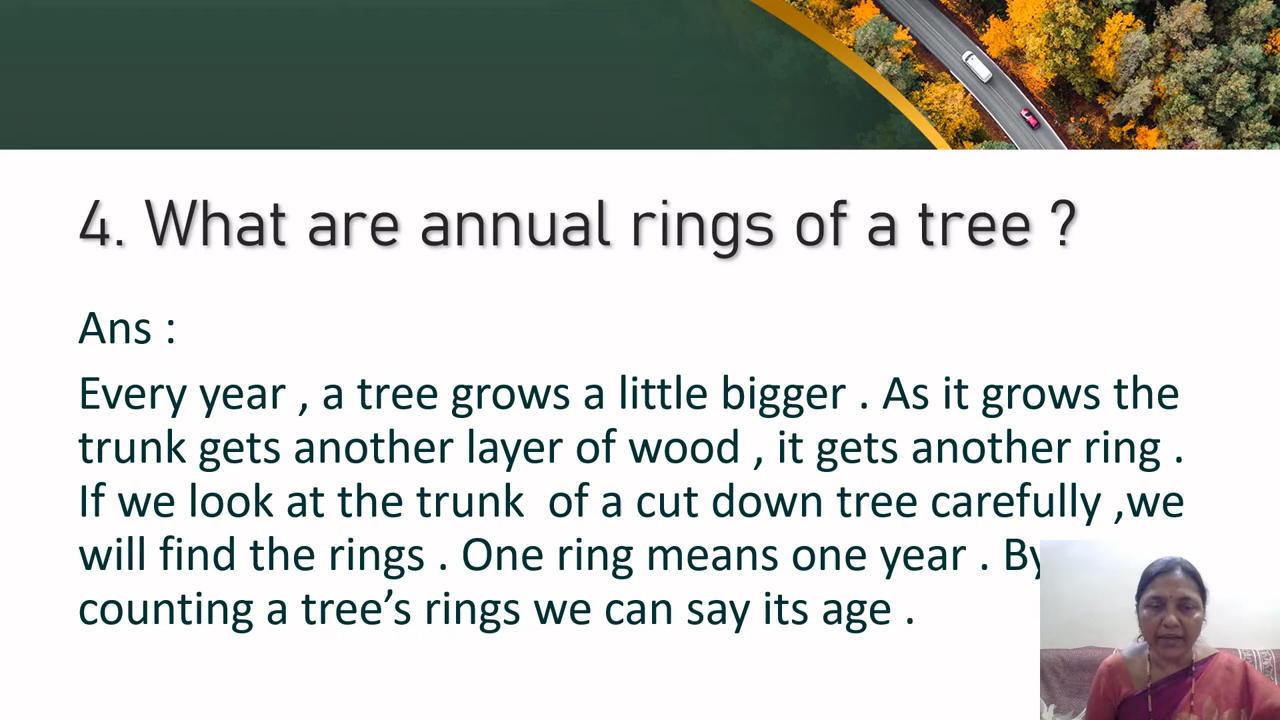 4. What are annual rings of a tree ?
Ans :
Every year , a tree grows a little bigger . As it grows the
trunk gets another layer of wood , it gets another ring .
If we look at the trunk  of a cut down tree carefully ,we
will find the rings . One ring means one year . By
counting a tree’s rings we can say its age .